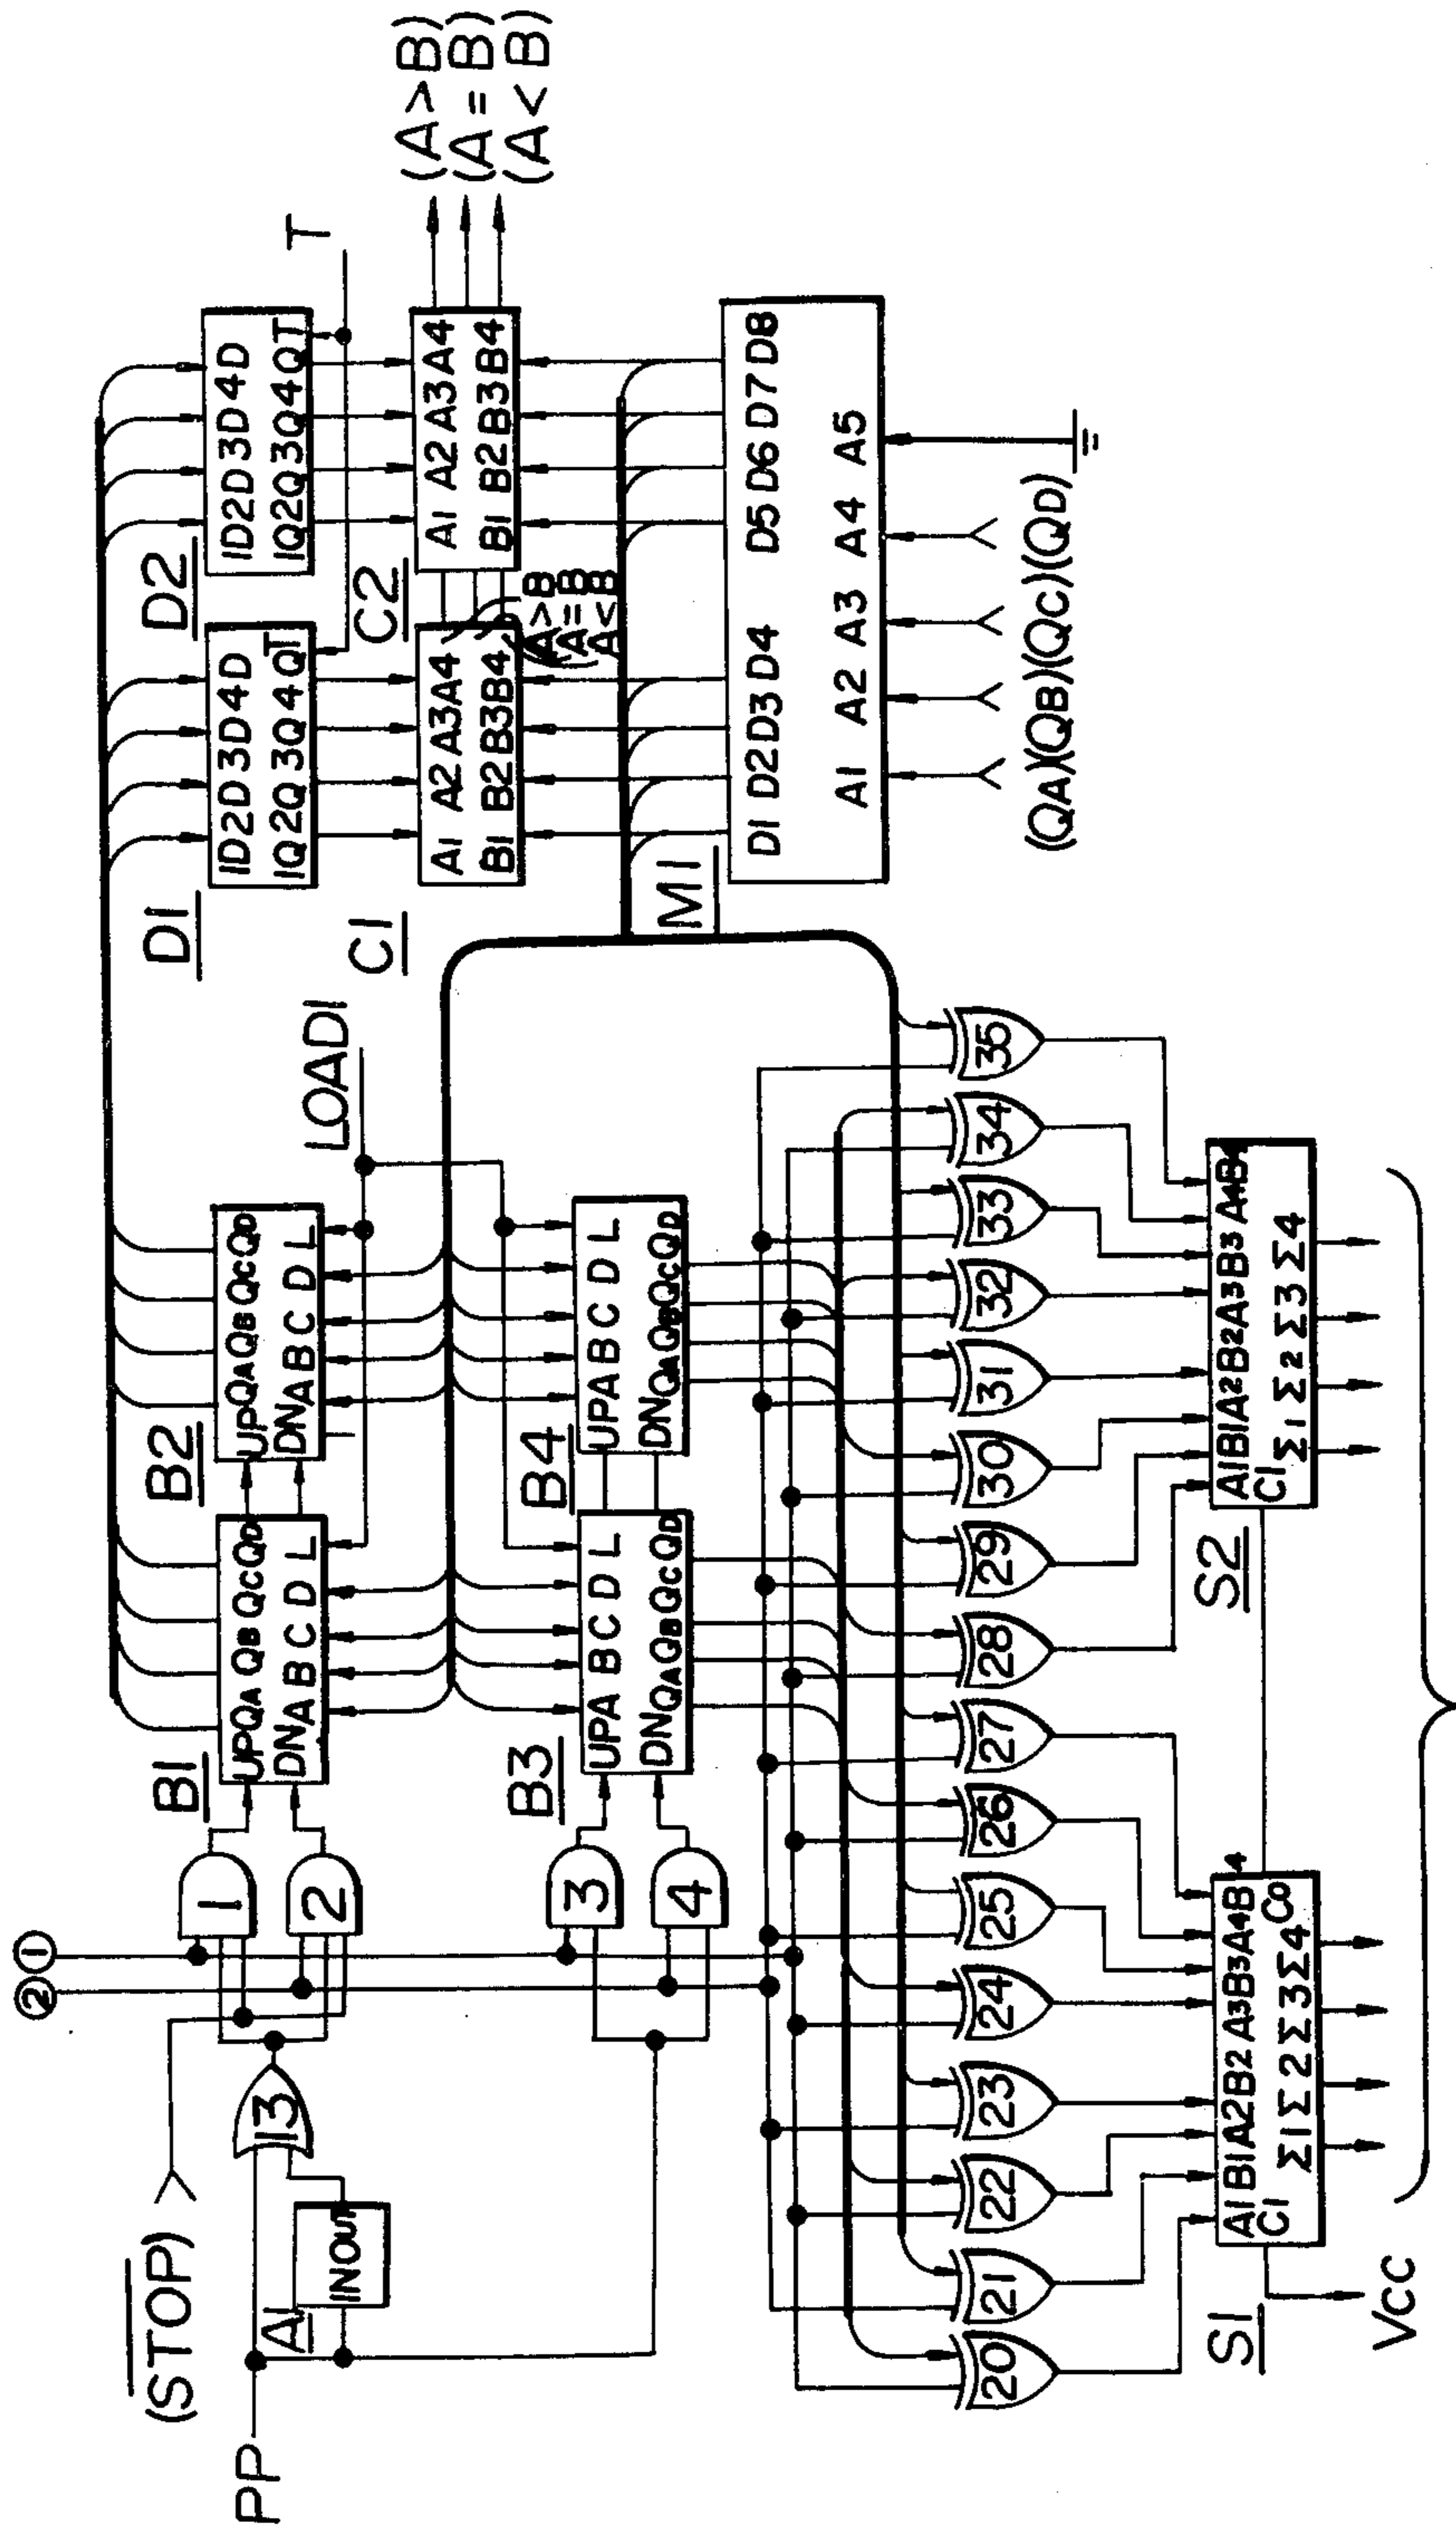 ② ①
(STOP)
PP
A1
IN OUT
13
1
2
3
4
B1
UP QA QB QC QD
DN A B C D L
B2
UP QA QB QC QD
DN A B C D L
LOAD1
B3
UP A B C D L
DN QA QB QC QD
B4
UP A B C D L
DN QA QB QC QD
D1
1D 2D 3D 4D
1Q 2Q 3Q 4Q T
D2
1D 2D 3D 4D
1Q 2Q 3Q 4Q T
T
C1
A1 A2 A3 A4
B1 B2 B3 B4
A>B
A=B
A<B
C2
A1 A2 A3 A4
B1 B2 B3 B4
(A>B)
(A=B)
(A<B)
M1
D1 D2 D3 D4 D5 D6 D7 D8
A1 A2 A3 A4 A5
(QA)(QB)(QC)(QD)
20 21 22 23 24 25 26 27 28 29 30 31 32 33 34 35
S1
A1 B1 A2 B2 A3 B3 A4 B4
C1 C0
Σ1 Σ2 Σ3 Σ4
S2
A1 B1 A2 B2 A3 B3 A4 B4
C1
Σ1 Σ2 Σ3 Σ4
VCC